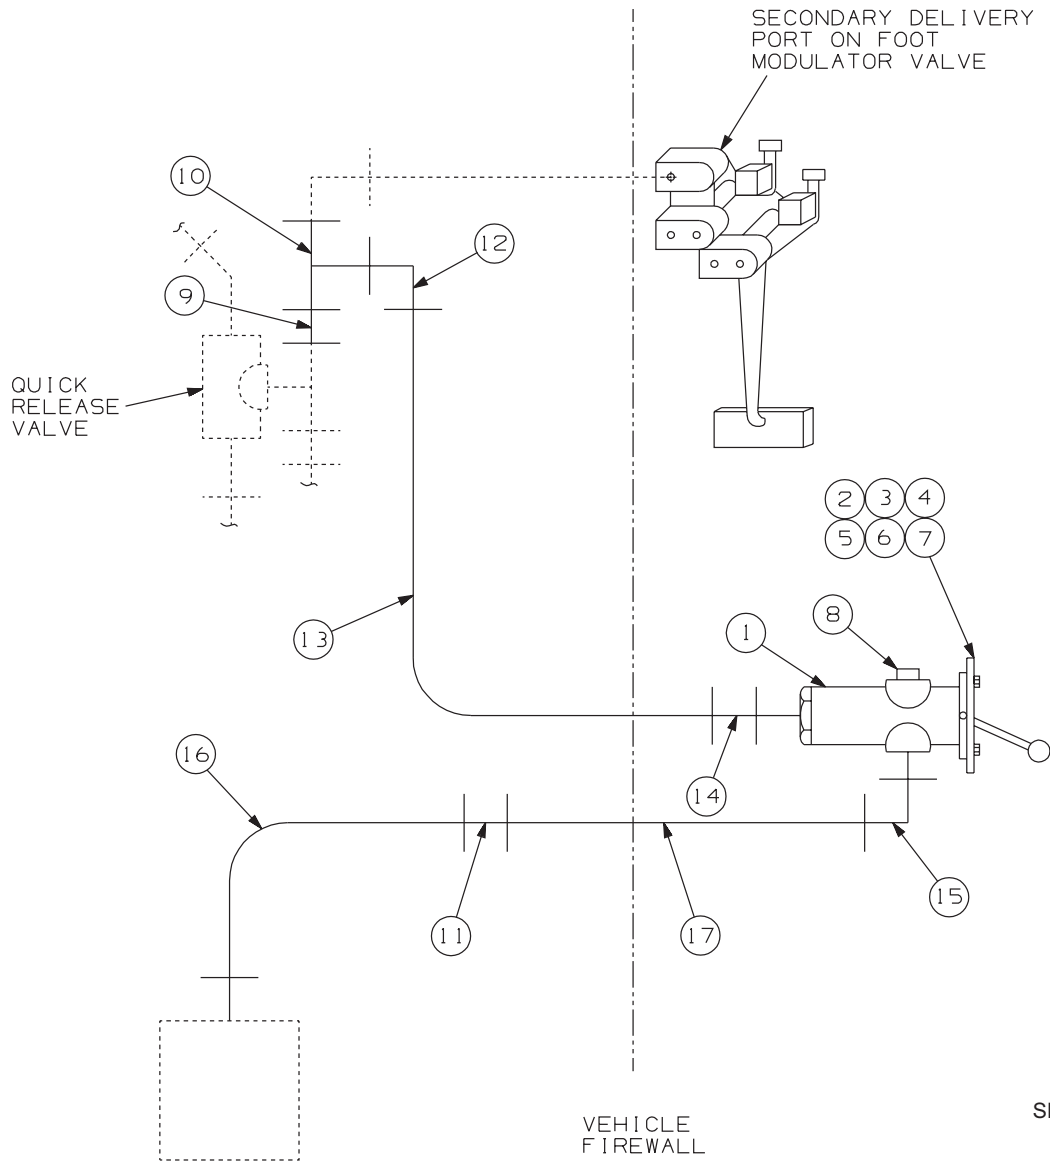 SECONDARY DELIVERY
PORT ON FOOT
MODULATOR VALVE
10
12
9
QUICK
RELEASE
VALVE
2 3 4
5 6 7
8
1
13
16
14
15
11
17
VEHICLE
FIREWALL